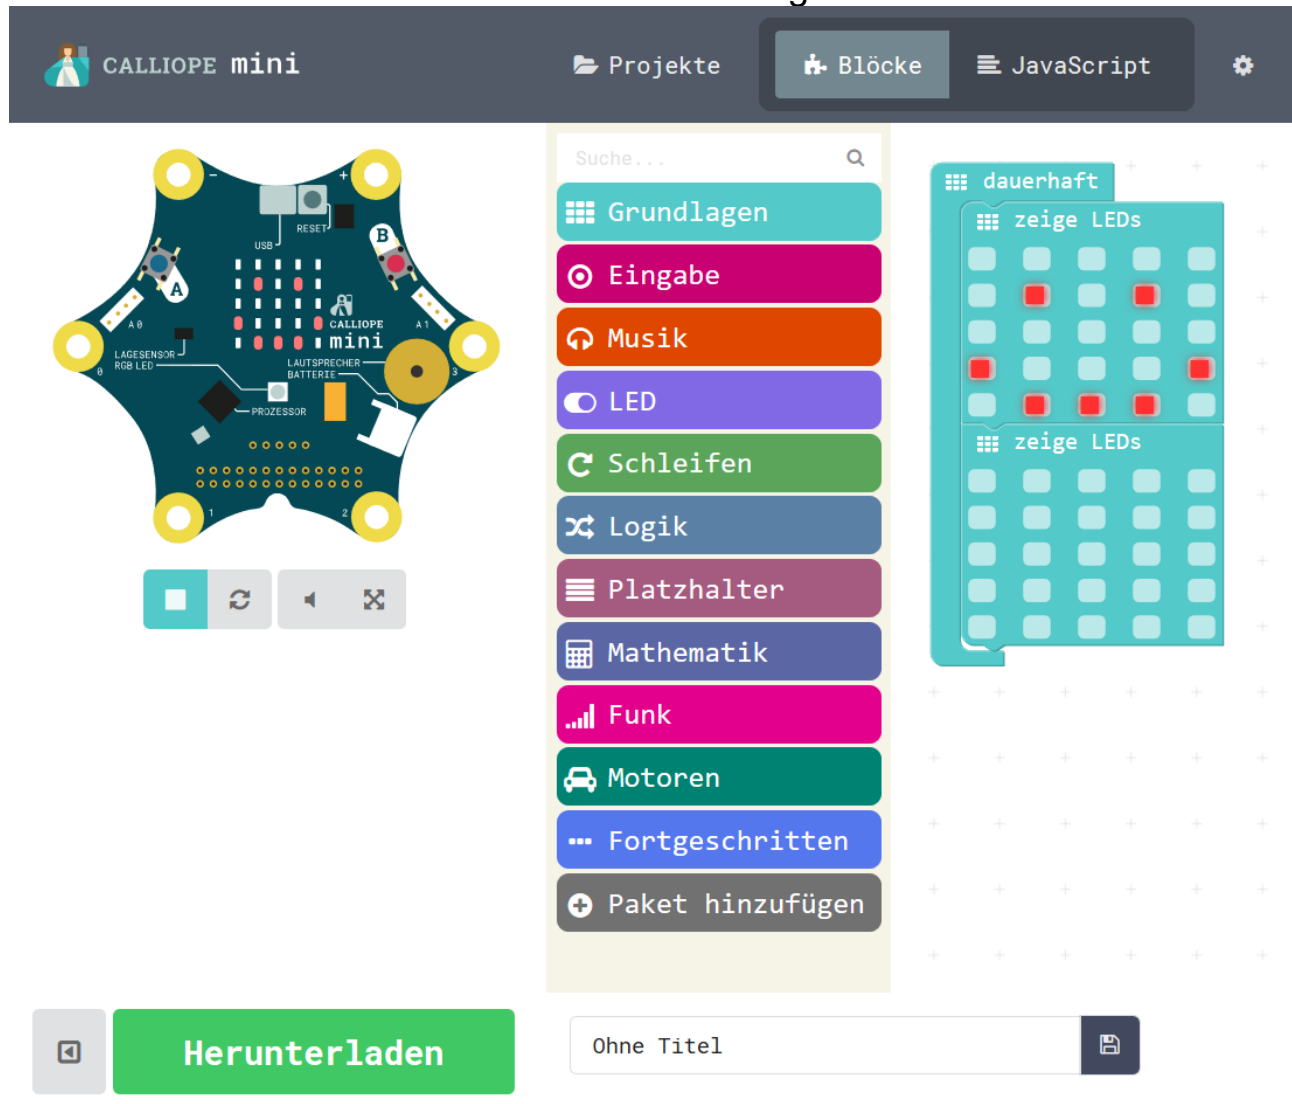 CALLIOPE mini
Projekte
Blöcke
JavaScript
- +
USB
RESET
A
B
A0
A1
CALLIOPE
mini
LAGESENSOR
RGB LED
LAUTSPRECHER
BATTERIE
PROZESSOR
0
3
1
2
Suche...
Grundlagen
Eingabe
Musik
LED
Schleifen
Logik
Platzhalter
Mathematik
Funk
Motoren
Fortgeschritten
Paket hinzufügen
dauerhaft
zeige LEDs
zeige LEDs
Herunterladen
Ohne Titel